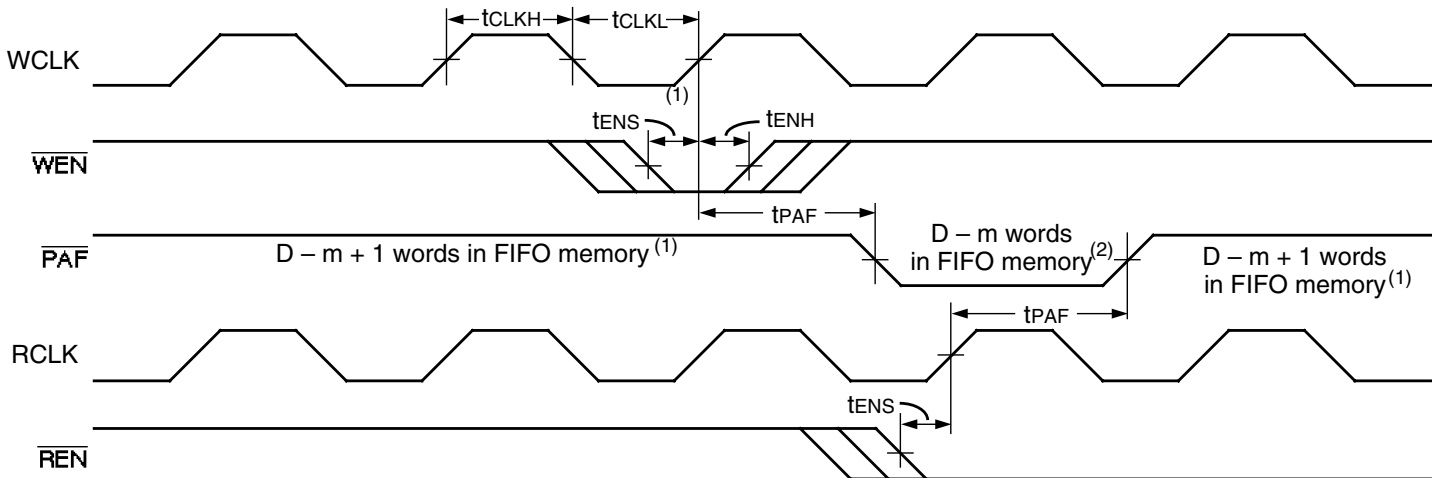 tCLKH
tCLKL
WCLK
(1)
tENS
tENH
WEN
tPAF
PAF
D – m + 1 words in FIFO memory(1)
D – m words
in FIFO memory(2)
D – m + 1 words
in FIFO memory(1)
tPAF
RCLK
tENS
REN